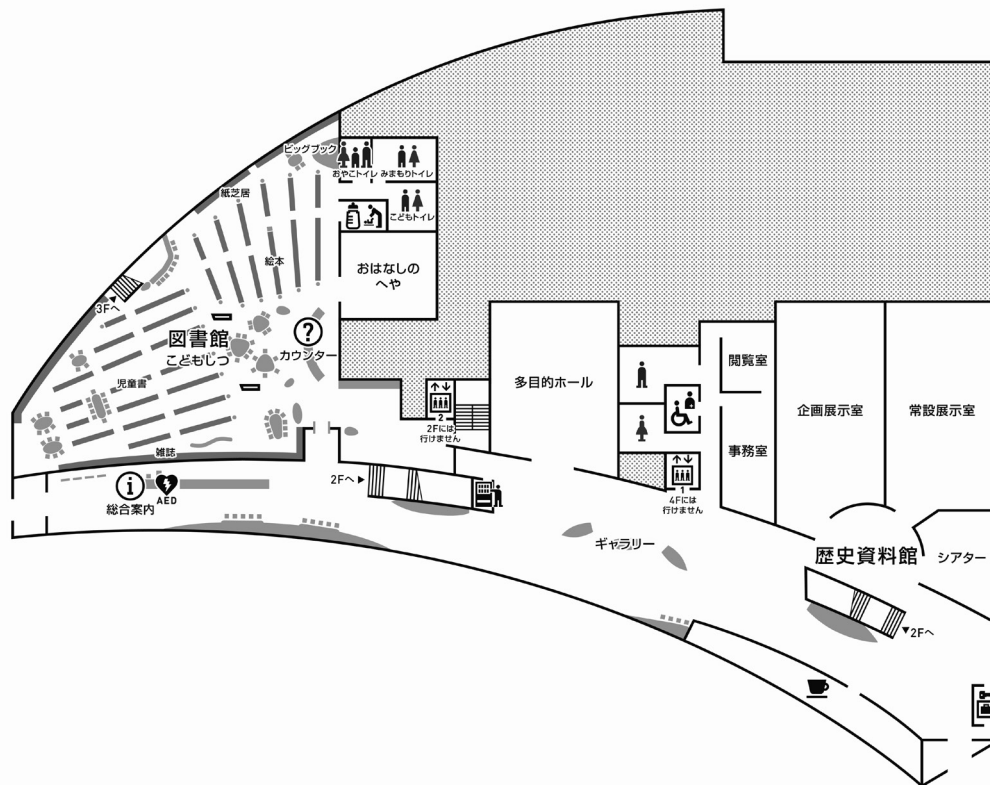 ビッグブック
おやこトイレ
みまもりトイレ
こどもトイレ
紙芝居
絵本
おはなしの
へや
3Fへ
図書館
こどもしつ
?
カウンター
児童書
雑誌
2
2Fには
行けません
多目的ホール
閲覧室
事務室
企画展示室
常設展示室
1
4Fには
行けません
i
総合案内
AED
2Fへ
ギャラリー
歴史資料館
シアター
2Fへ